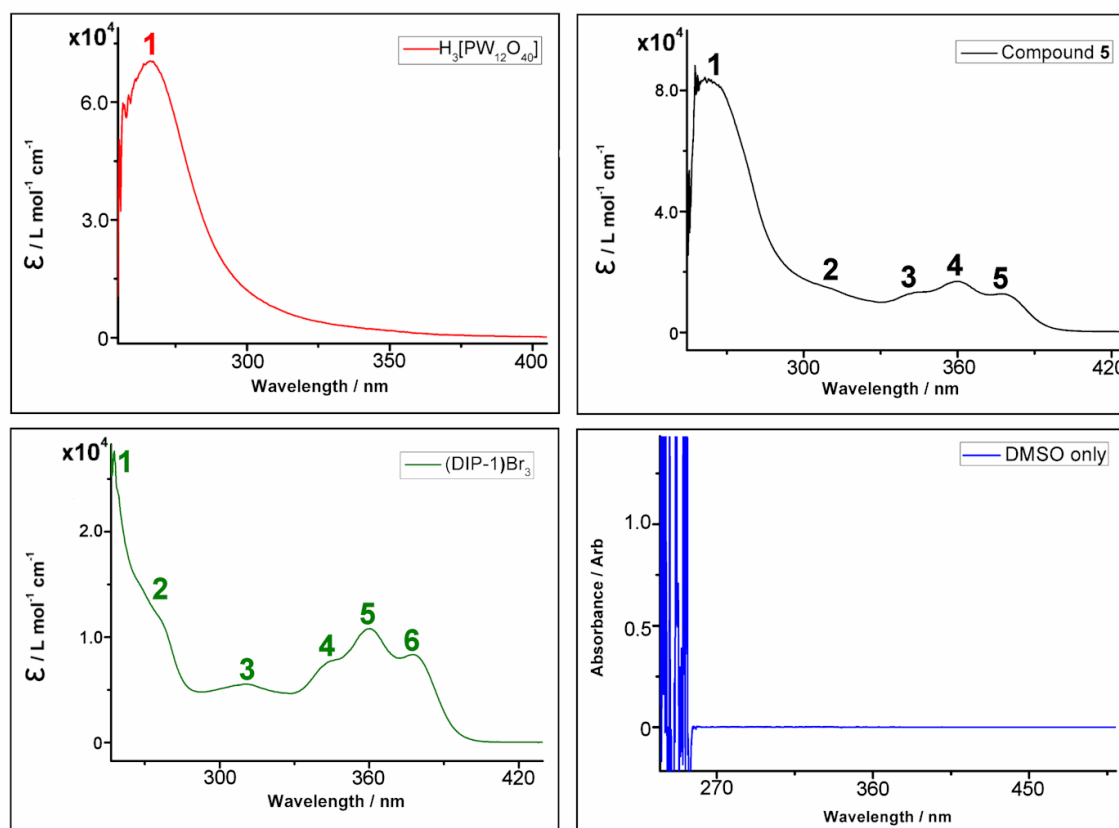 x10⁴
1
H₃[PW₁₂O₄₀]
6.0
3.0
0
ε / L mol⁻¹ cm⁻¹
300
350
400
Wavelength / nm
x10⁴
1
Compound 5
8.0
4.0
0
ε / L mol⁻¹ cm⁻¹
2
3
4
5
300
360
420
Wavelength / nm
x10⁴
1
(DIP-1)Br₃
2.0
1.0
0
ε / L mol⁻¹ cm⁻¹
2
3
4
5
6
300
360
420
Wavelength / nm
DMSO only
1.0
0.5
0
Absorbance / Arb
270
360
450
Wavelength / nm